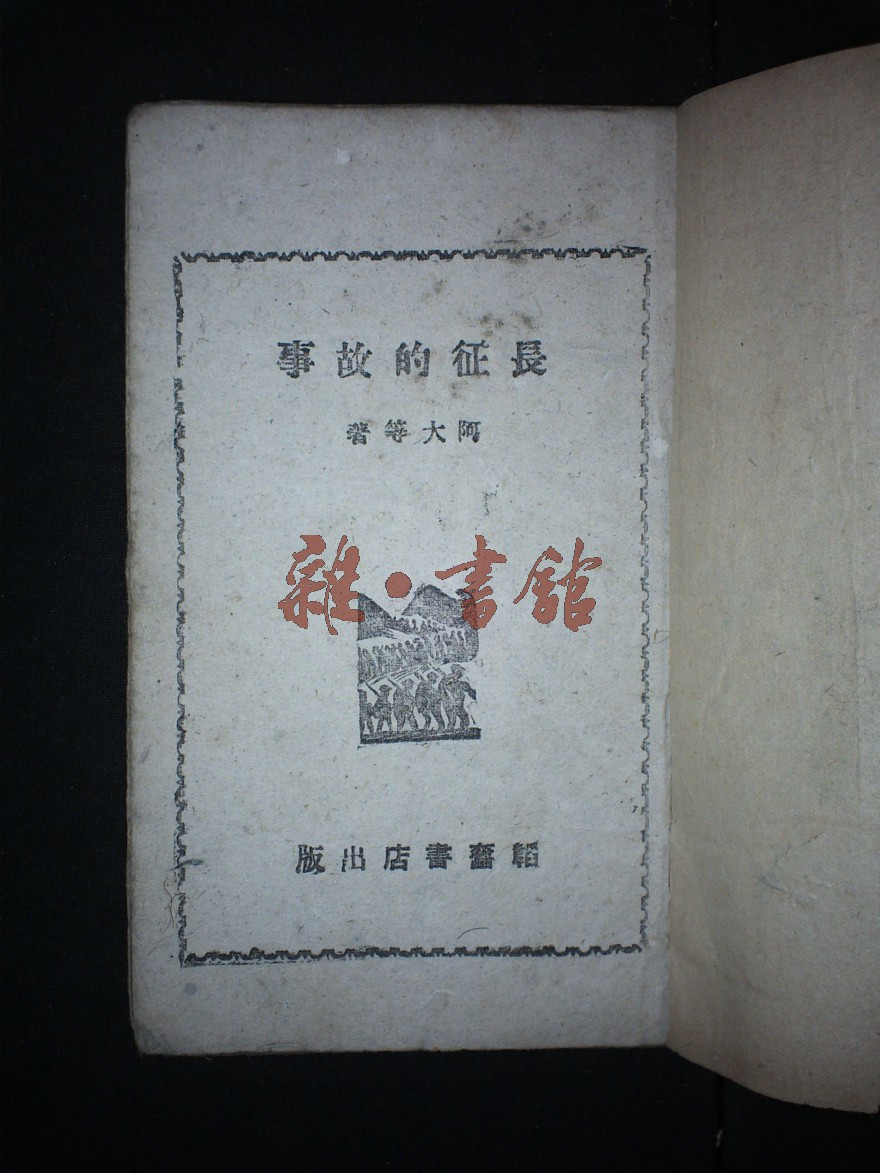 長征的故事
阿大等著
雜·書館
韜奮書店出版